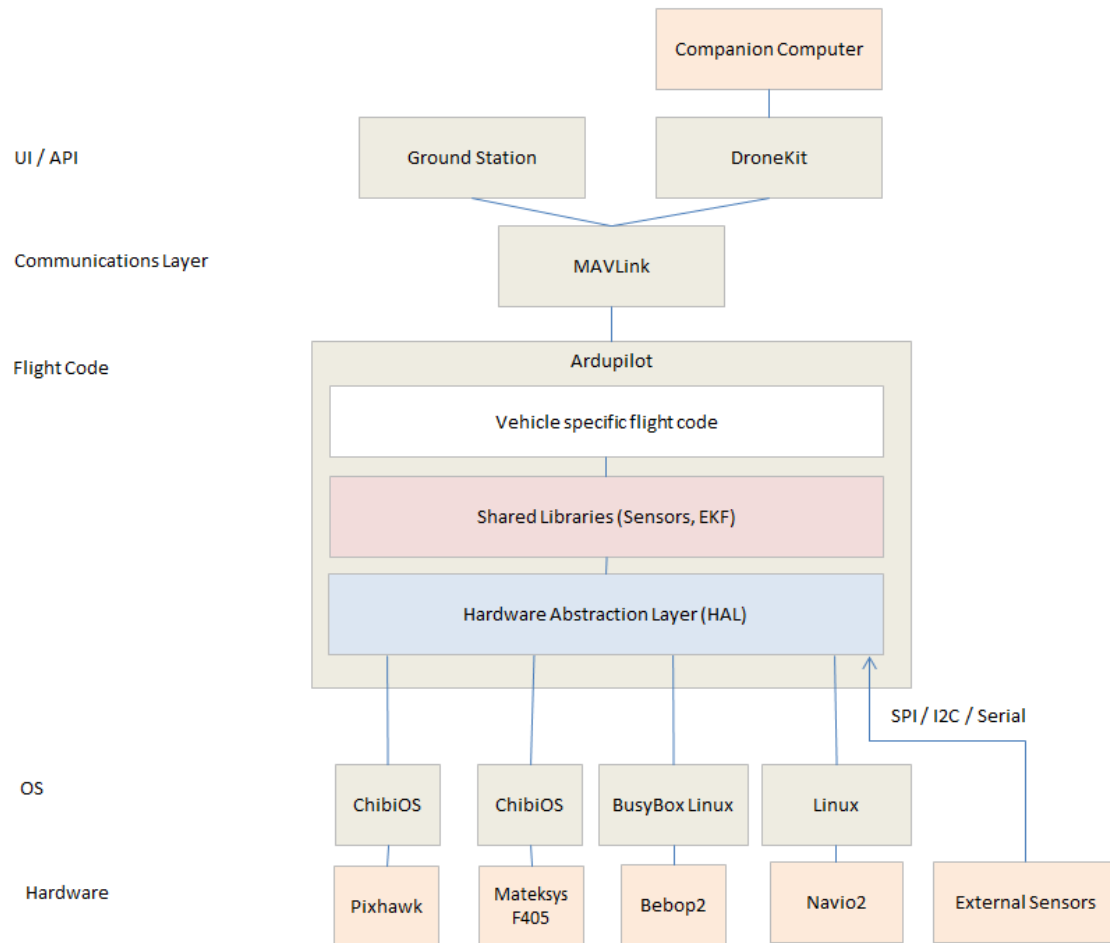 Companion Computer
UI / API
Ground Station
DroneKit
Communications Layer
MAVLink
Flight Code
Ardupilot
Vehicle specific flight code
Shared Libraries (Sensors, EKF)
Hardware Abstraction Layer (HAL)
SPI / I2C / Serial
OS
ChibiOS
ChibiOS
BusyBox Linux
Linux
Hardware
Pixhawk
Mateksys
F405
Bebop2
Navio2
External Sensors